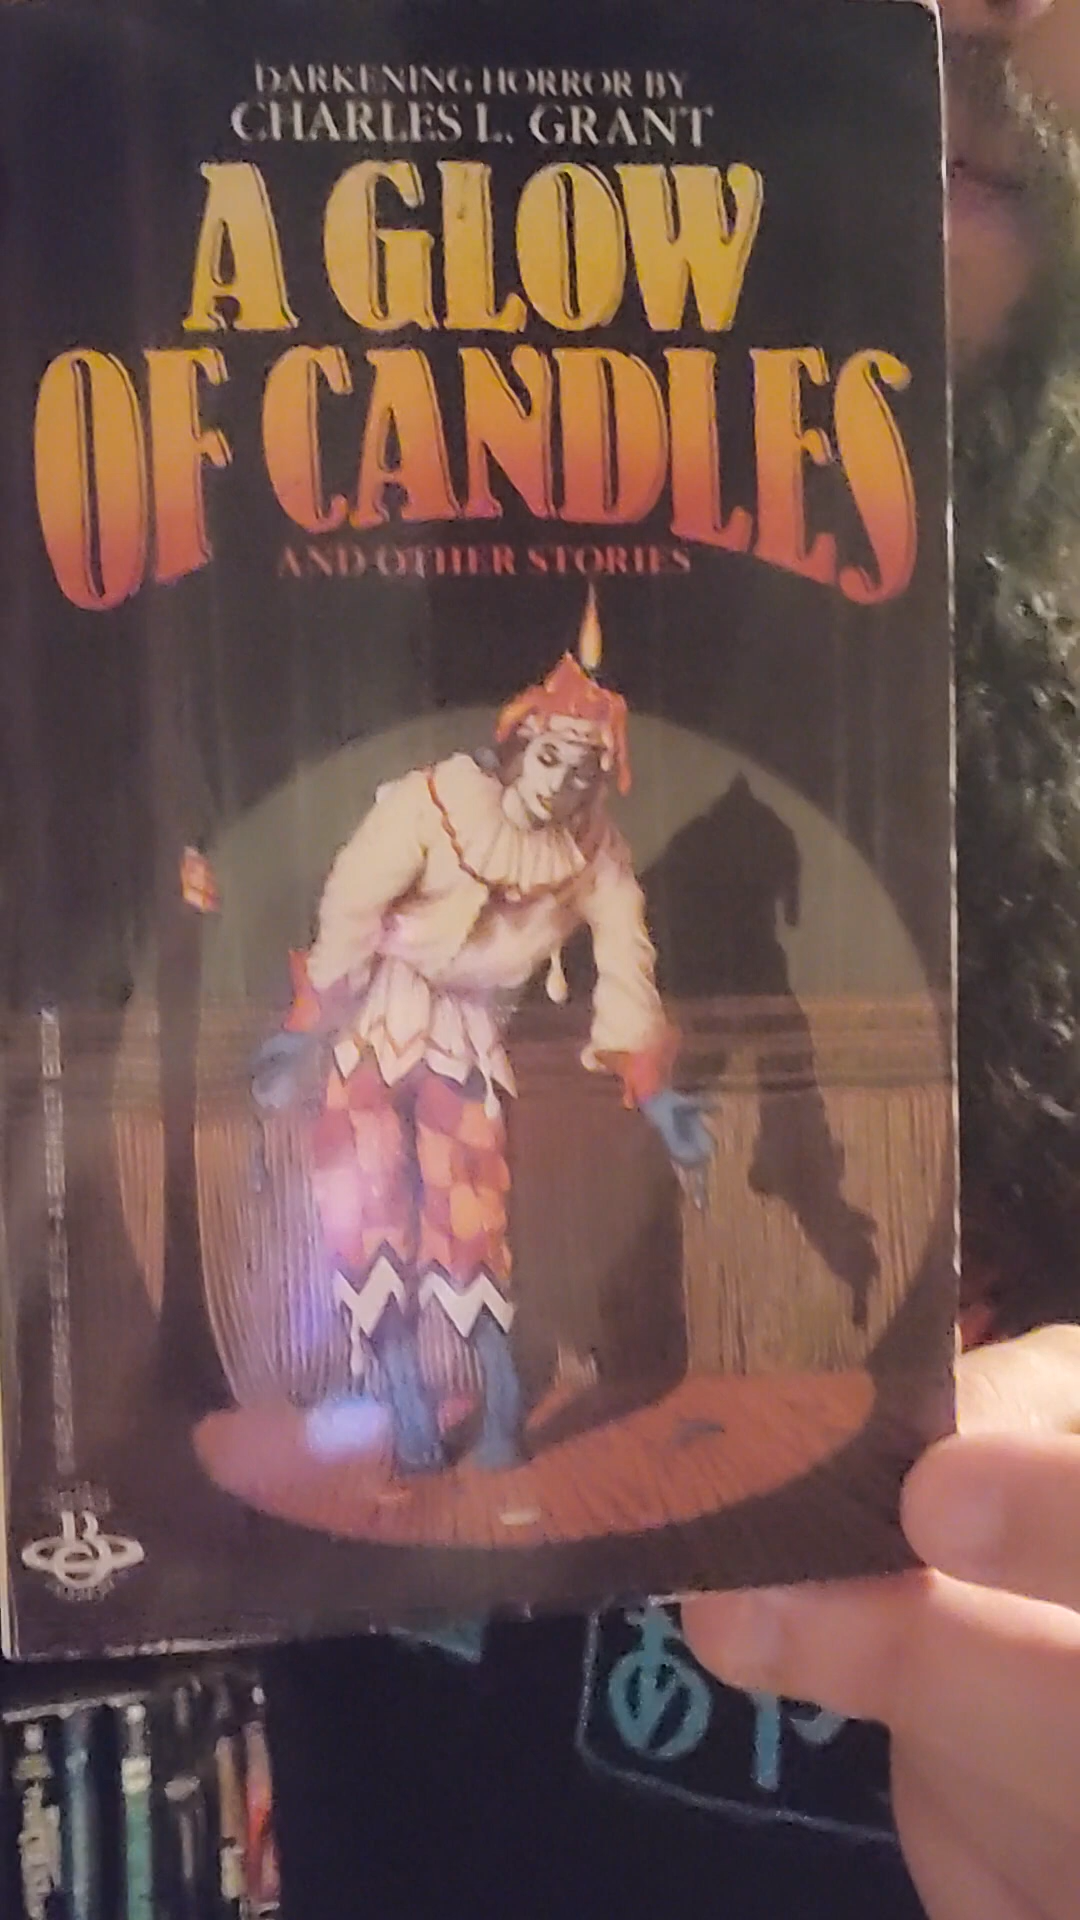 DARKENING HORROR BY
CHARLES L. GRANT
A GLOW
OF CANDLES
AND OTHER STORIES
B